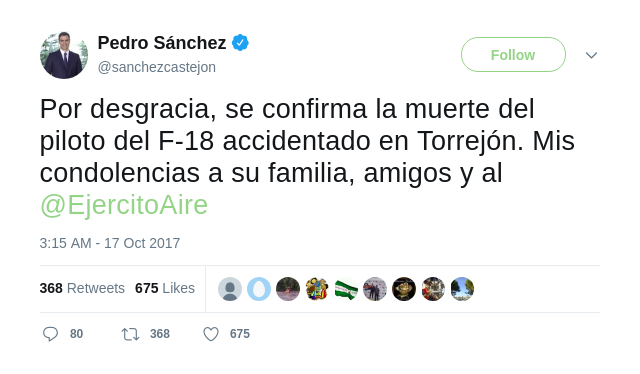 Pedro Sánchez
@sanchezcastejon
Follow
Por desgracia, se confirma la muerte del
piloto del F-18 accidentado en Torrejón. Mis
condolencias a su familia, amigos y al
@EjercitoAire
3:15 AM - 17 Oct 2017
368 Retweets 675 Likes
80 368 675